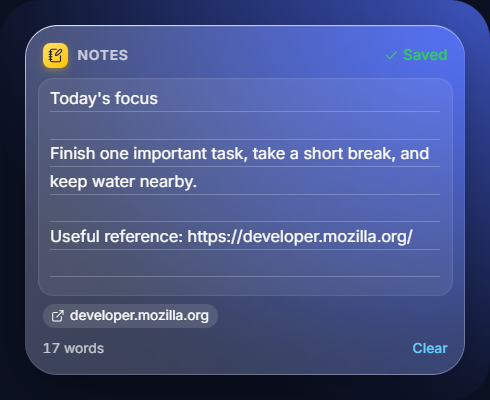 NOTES
Saved
Today's focus
Finish one important task, take a short break, and
keep water nearby.
Useful reference: https://developer.mozilla.org/
developer.mozilla.org
17 words
Clear